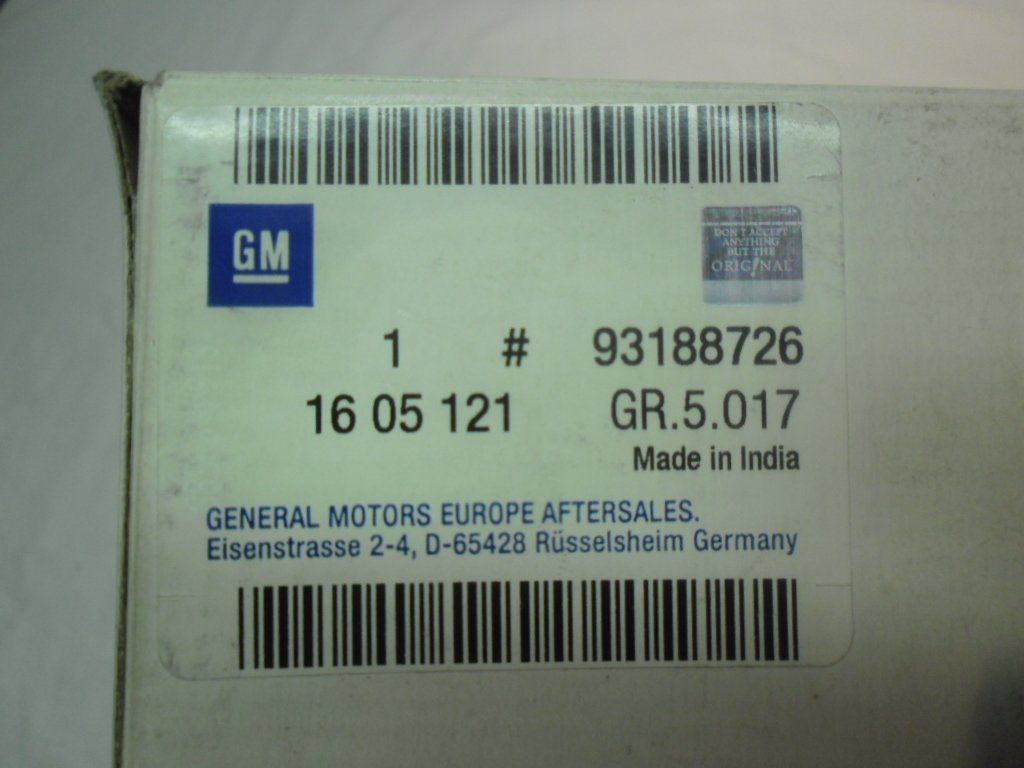 GM
DON'T ACCEPT
ANYTHING
BUT THE
ORIGINAL
1 # 93188726
16 05 121 GR.5.017
Made in India
GENERAL MOTORS EUROPE AFTERSALES.
Eisenstrasse 2-4, D-65428 Rüsselsheim Germany